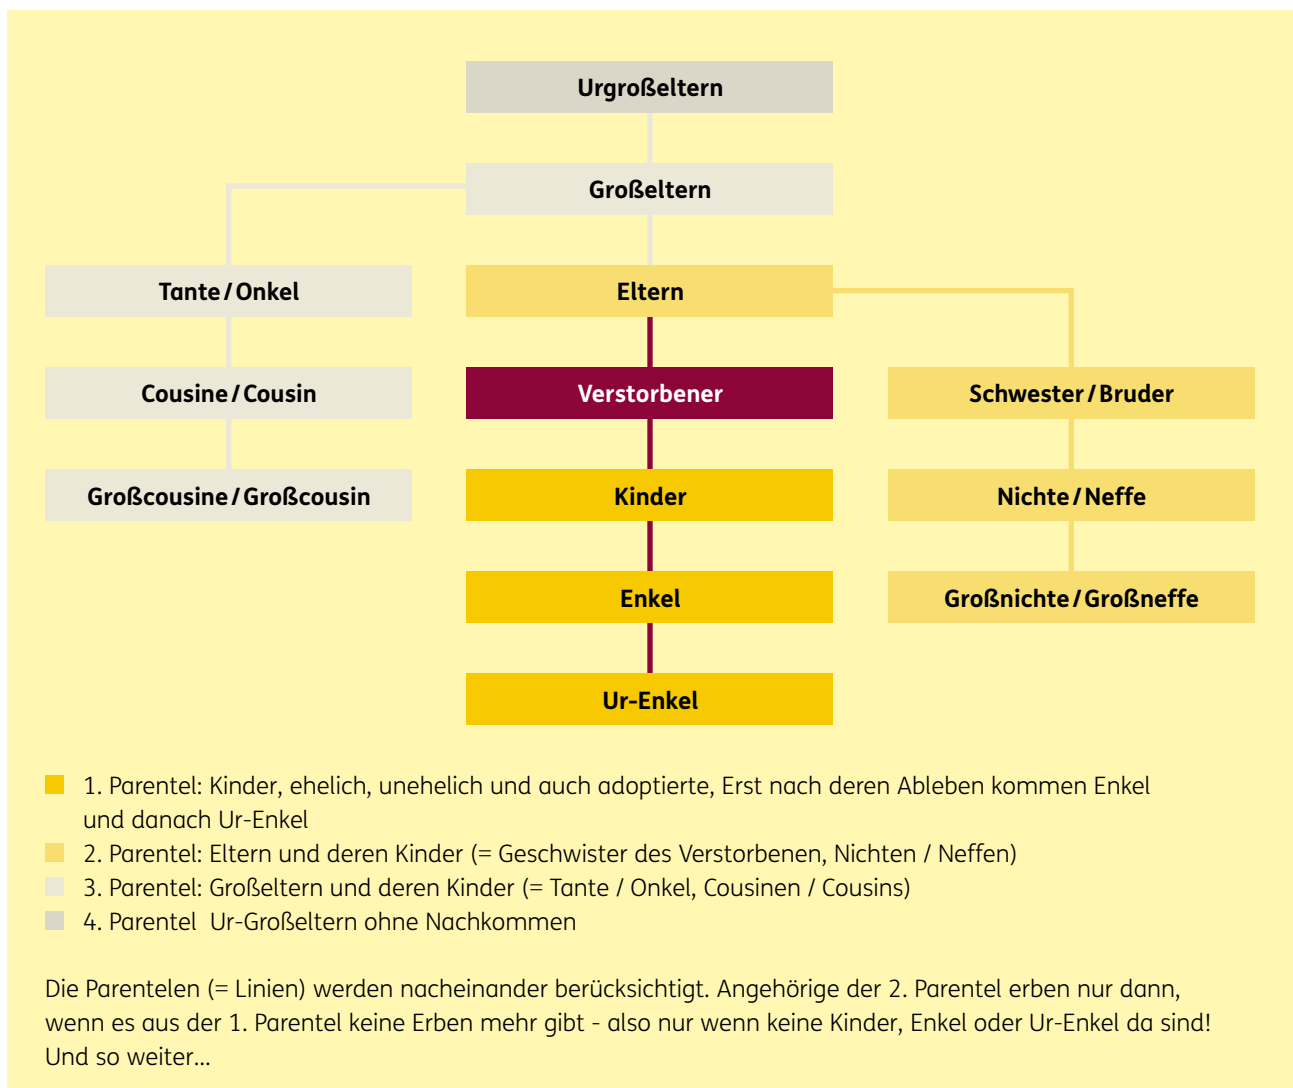 Urgroßeltern
Großeltern
Tante / Onkel
Eltern
Cousine / Cousin
Verstorbener
Schwester / Bruder
Großcousine / Großcousin
Kinder
Nichte / Neffe
Enkel
Großnichte / Großneffe
Ur-Enkel
1. Parentel: Kinder, ehelich, unehelich und auch adoptierte, Erst nach deren Ableben kommen Enkel
und danach Ur-Enkel
2. Parentel: Eltern und deren Kinder (= Geschwister des Verstorbenen, Nichten / Neffen)
3. Parentel: Großeltern und deren Kinder (= Tante / Onkel, Cousinen / Cousins)
4. Parentel Ur-Großeltern ohne Nachkommen
Die Parentelen (= Linien) werden nacheinander berücksichtigt. Angehörige der 2. Parentel erben nur dann,
wenn es aus der 1. Parentel keine Erben mehr gibt - also nur wenn keine Kinder, Enkel oder Ur-Enkel da sind!
Und so weiter...